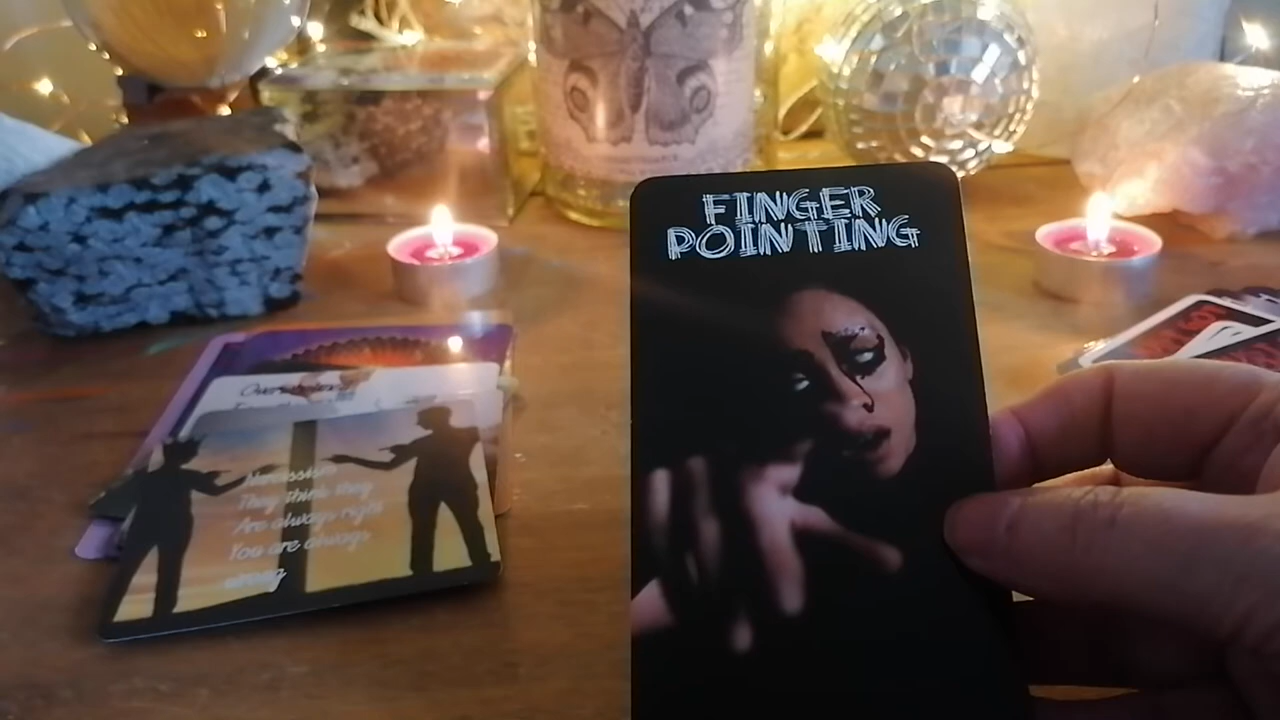 FINGER
POINTING
Narcissism
They think they
Are always right
You are always
wrong